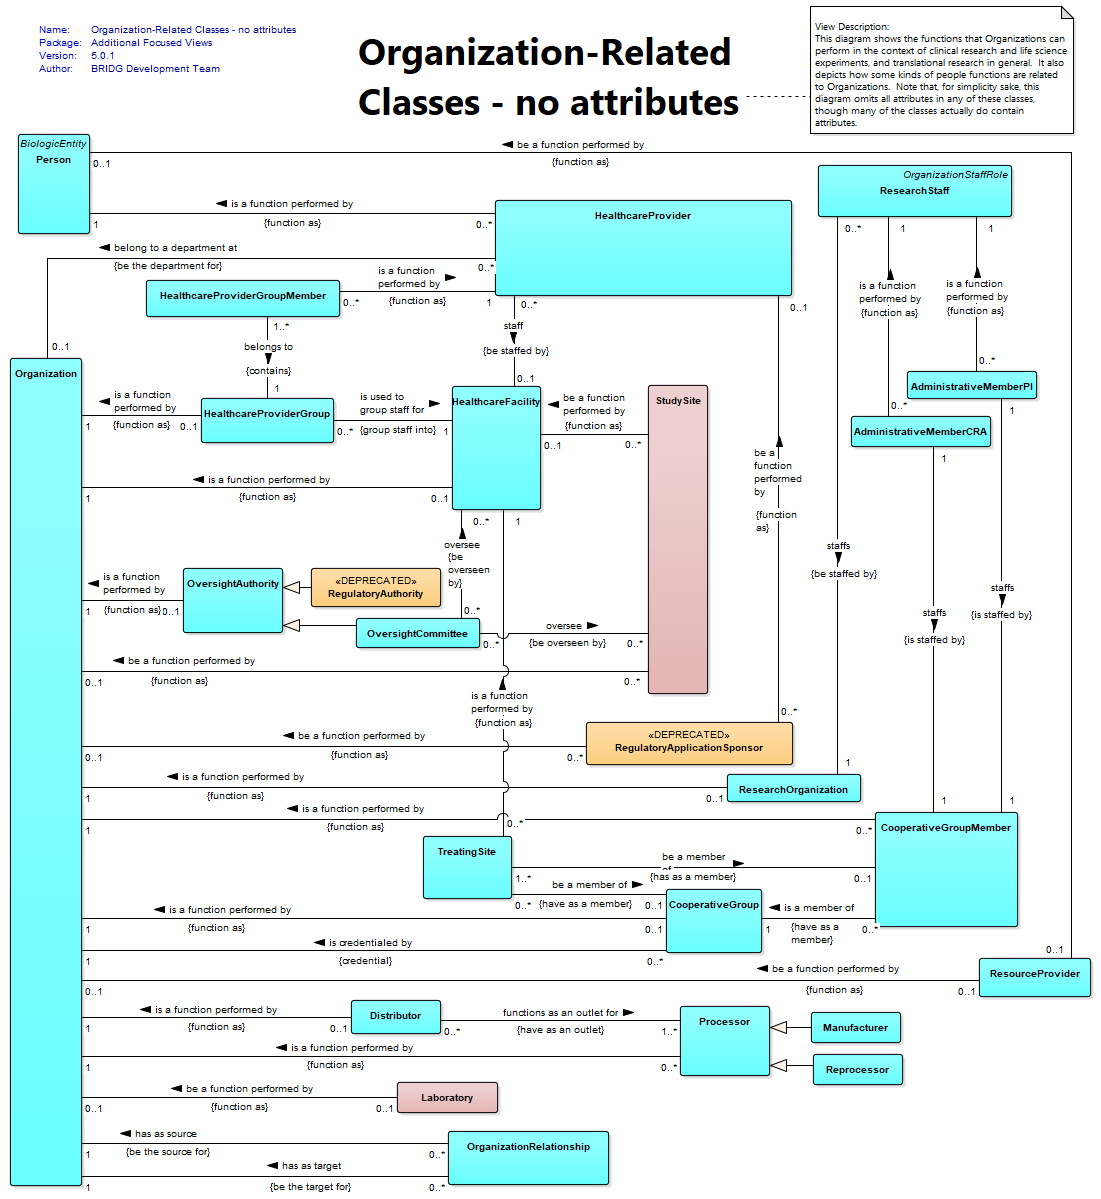 Name: Organization-Related Classes - no attributes
Package: Additional Focused Views
Version: 5.0.1
Author: BRIDG Development Team
Organization-Related
Classes - no attributes
View Description:
This diagram shows the functions that Organizations can
perform in the context of clinical research and life science
experiments, and translational research in general. It also
depicts how some kinds of people functions are related
to Organizations. Note that, for simplicity sake, this
diagram omits all attributes in any of these classes,
though many of the classes actually do contain
attributes.
BiologicEntity
Person
0..1
be a function performed by
{function as}
OrganizationStaffRole
ResearchStaff
is a function performed by
{function as}
1
0..*
HealthcareProvider
0..*
1
1
belong to a department at
{be the department for}
0..*
0..1
HealthcareProviderGroupMember
is a function
performed by
{function as}
0..*
1
0..*
0..1
is a function
performed by
{function as}
is a function
performed by
{function as}
1..*
belongs to
{contains}
1
staff
{be staffed by}
0..1
0..*
AdministrativeMemberPI
1
0..*
AdministrativeMemberCRA
1
Organization
is a function
performed by
{function as}
1
0..1
HealthcareProviderGroup
is used to
group staff for
{group staff into}
0..*
1
HealthcareFacility
be a function
performed by
{function as}
0..1
0..*
StudySite
be a
function
performed
by
{function
as}
is a function performed by
{function as}
1
0..1
0..*
1
oversee
{be
overseen
by}
0..*
staffs
{be staffed by}
staffs
{is staffed by}
staffs
{is staffed by}
is a function
performed by
{function as}
1
0..1
OversightAuthority
«DEPRECATED»
RegulatoryAuthority
OversightCommittee
oversee
{be overseen by}
0..*
0..*
be a function performed by
{function as}
0..1
0..*
is a function
performed by
{function as}
0..*
«DEPRECATED»
RegulatoryApplicationSponsor
be a function performed by
{function as}
0..1
0..*
1
is a function performed by
{function as}
1
0..1
ResearchOrganization
1
1
is a function performed by
{function as}
1
0..*
0..*
CooperativeGroupMember
TreatingSite
be a member
of
{has as a member}
1..*
0..1
be a member of
{have as a member}
0..*
0..1
CooperativeGroup
is a member of
{have as a
member}
1
0..*
is a function performed by
{function as}
1
0..1
is credentialed by
{credential}
1
0..*
0..1
be a function performed by
{function as}
0..1
0..1
ResourceProvider
is a function performed by
{function as}
1
0..1
Distributor
functions as an outlet for
{have as an outlet}
0..*
1..*
Processor
Manufacturer
is a function performed by
{function as}
1
0..*
Reprocessor
be a function performed by
{function as}
0..1
0..1
Laboratory
has as source
{be the source for}
1
0..*
OrganizationRelationship
has as target
{be the target for}
1
0..*